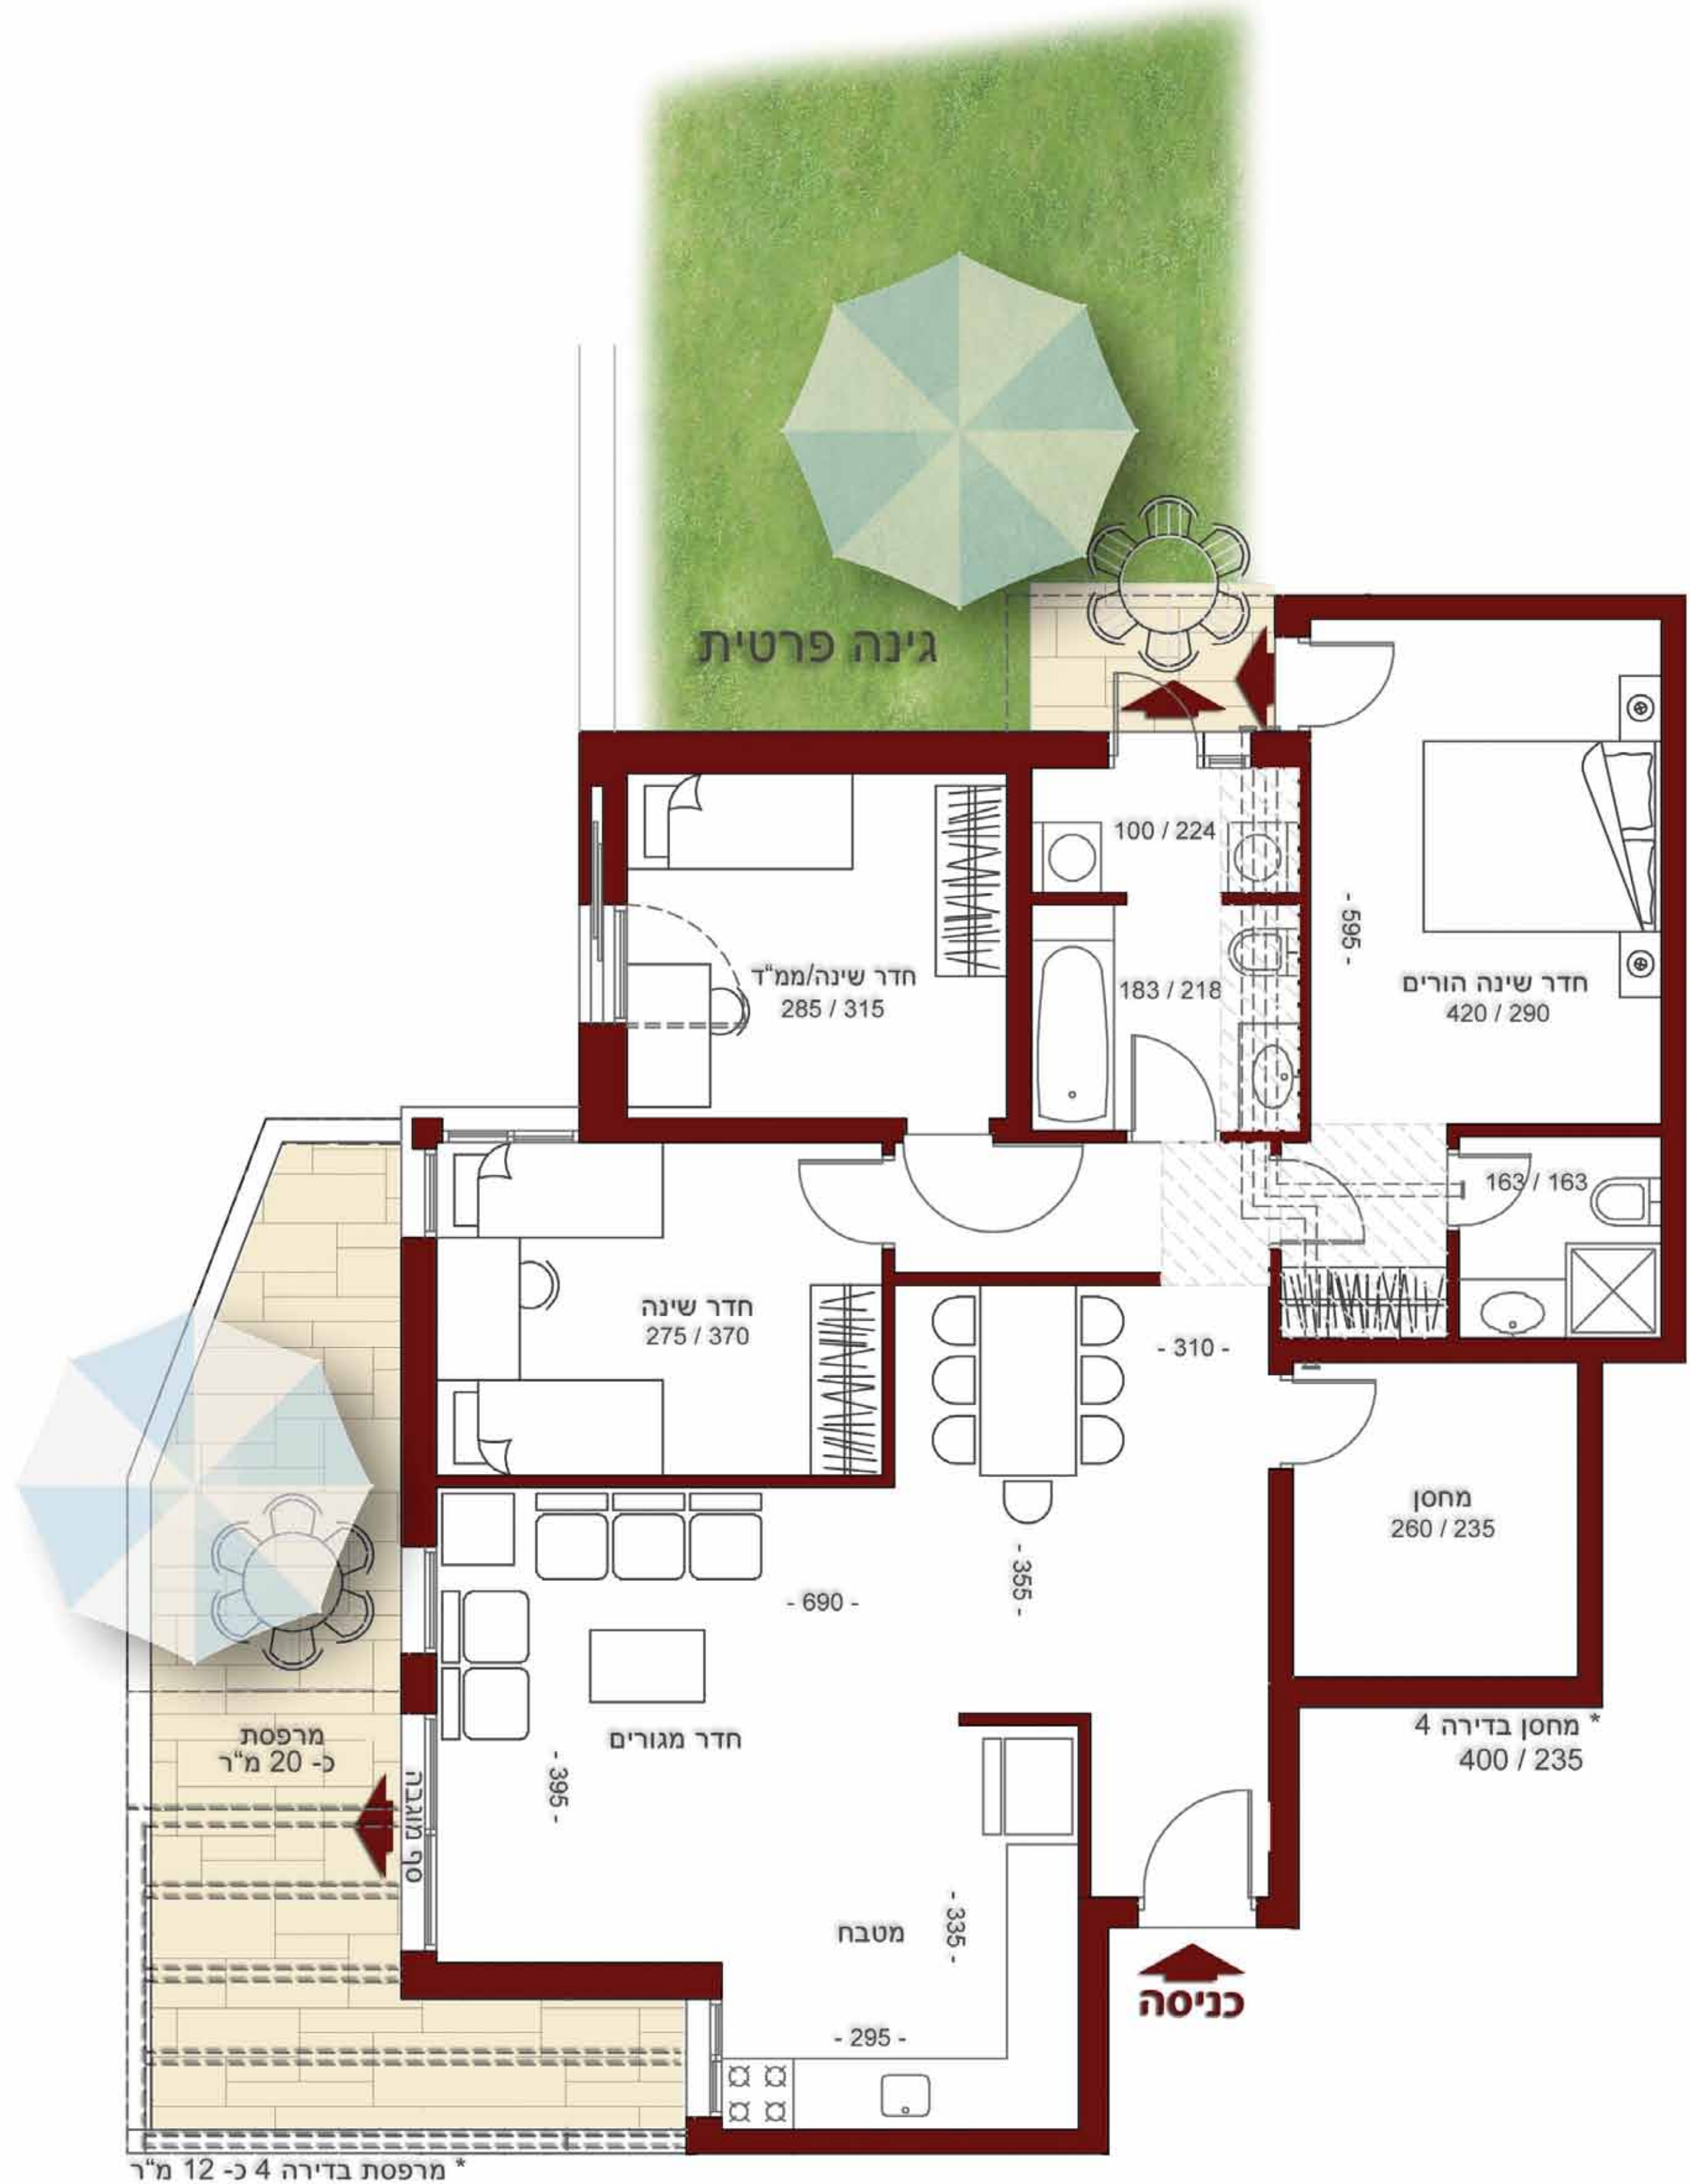 גינה פרטית
100 / 224
- 595 -
חדר שינה/ממ"ד
285 / 315
183 / 218
חדר שינה הורים
420 / 290
163 / 163
חדר שינה
275 / 370
- 310 -
מחסן
260 / 235
- 355 -
- 690 -
* מחסן בדירה 4
400 / 235
מרפסת
כ- 20 מ"ר
סף מוגבה
חדר מגורים
- 395 -
מטבח
- 335 -
כניסה
- 295 -
* מרפסת בדירה 4 כ- 12 מ"ר